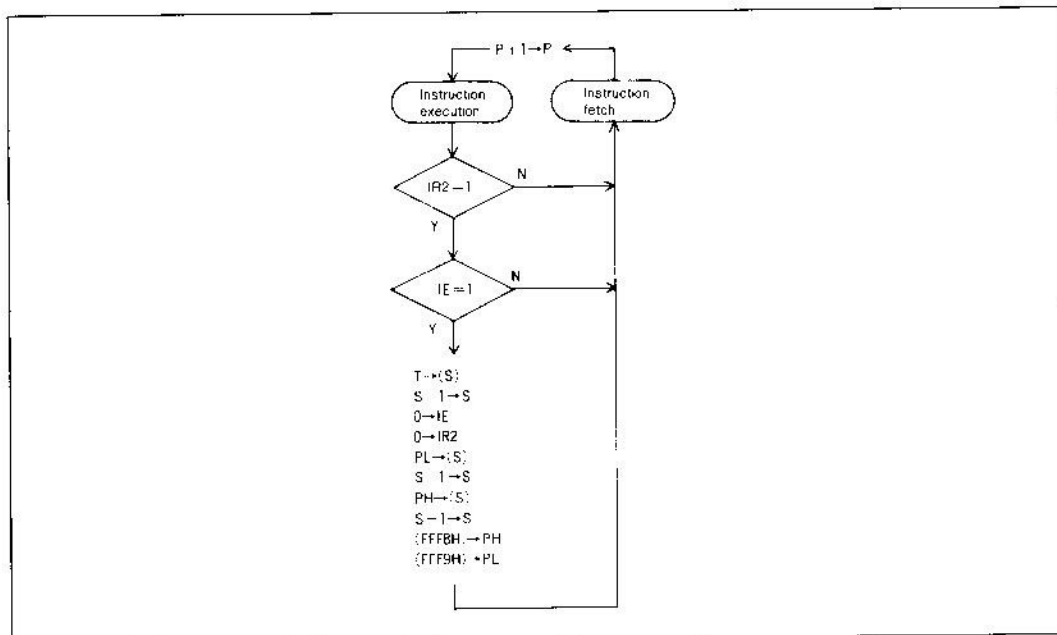 P+1→P
Instruction
execution
Instruction
fetch
IR2=1
N
Y
IE=1
N
Y
T→(S)
S 1→S
0→IE
0→IR2
PL→(S)
S 1→S
PH→(S)
S-1→S
(FFF8H)→PH
(FFF9H)→PL